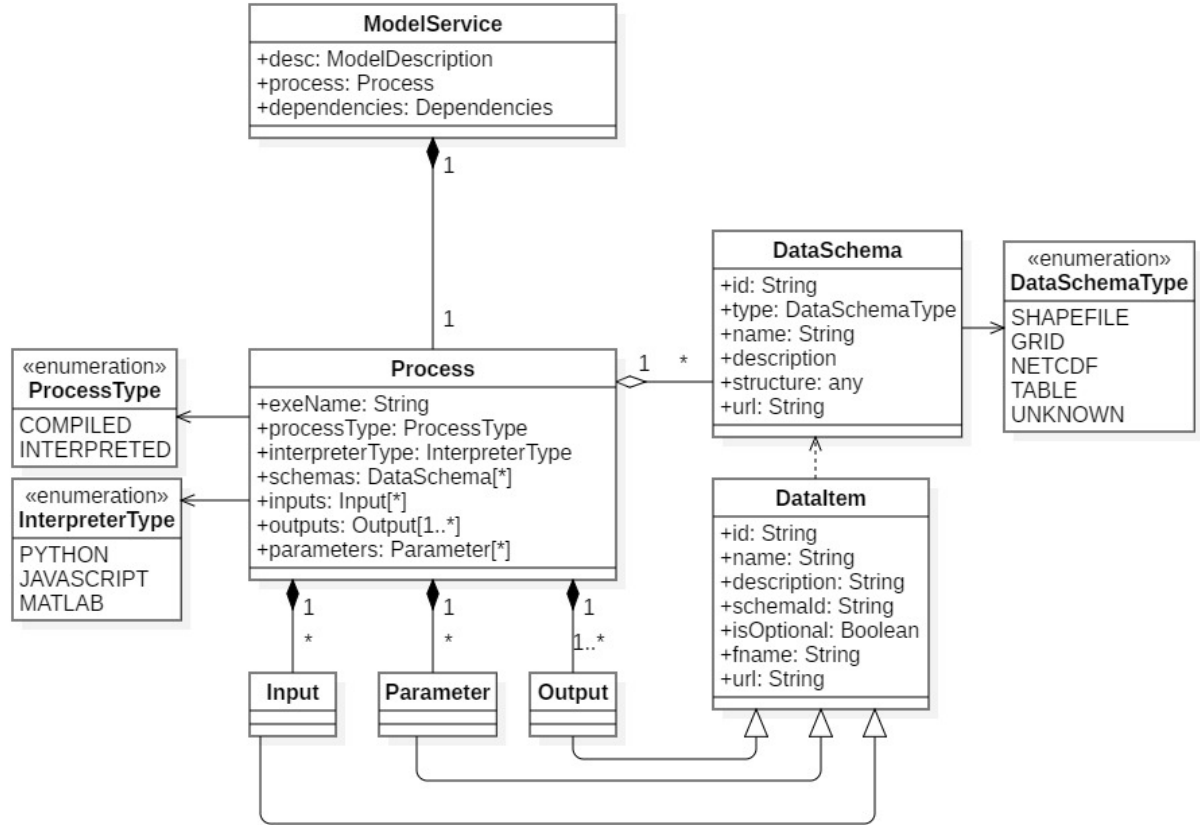 ModelService
+desc: ModelDescription
+process: Process
+dependencies: Dependencies
1
1
DataSchema
+id: String
+type: DataSchemaType
+name: String
+description
+structure: any
+url: String
«enumeration»
DataSchemaType
SHAPEFILE
GRID
NETCDF
TABLE
UNKNOWN
«enumeration»
ProcessType
COMPILED
INTERPRETED
Process
+exeName: String
+processType: ProcessType
+interpreterType: InterpreterType
+schemas: DataSchema[*]
+inputs: Input[*]
+outputs: Output[1..*]
+parameters: Parameter[*]
1 *
«enumeration»
InterpreterType
PYTHON
JAVASCRIPT
MATLAB
DataItem
+id: String
+name: String
+description: String
+schemaId: String
+isOptional: Boolean
+fname: String
+url: String
1 1 1
* * 1..*
Input
Parameter
Output